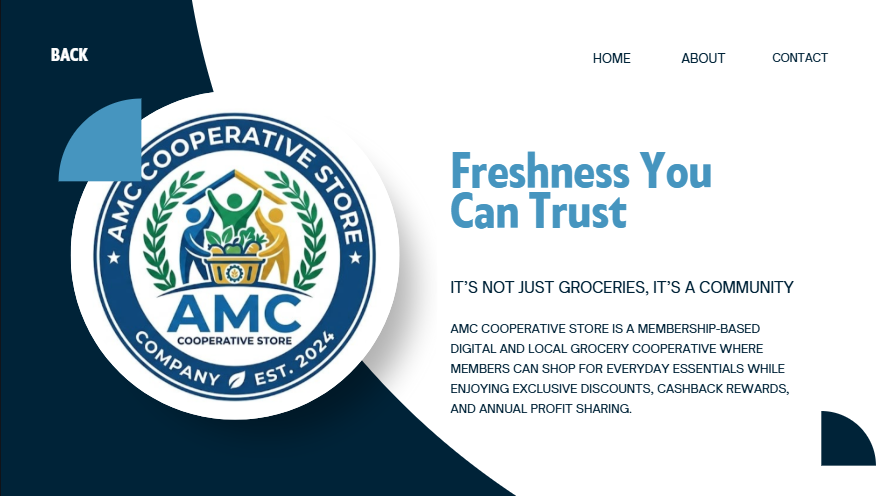 BACK
HOME
ABOUT
CONTACT
AMC COOPERATIVE STORE
AMC
COOPERATIVE STORE
COMPANY EST. 2024
Freshness You
Can Trust
IT'S NOT JUST GROCERIES, IT'S A COMMUNITY
AMC COOPERATIVE STORE IS A MEMBERSHIP-BASED
DIGITAL AND LOCAL GROCERY COOPERATIVE WHERE
MEMBERS CAN SHOP FOR EVERYDAY ESSENTIALS WHILE
ENJOYING EXCLUSIVE DISCOUNTS, CASHBACK REWARDS,
AND ANNUAL PROFIT SHARING.